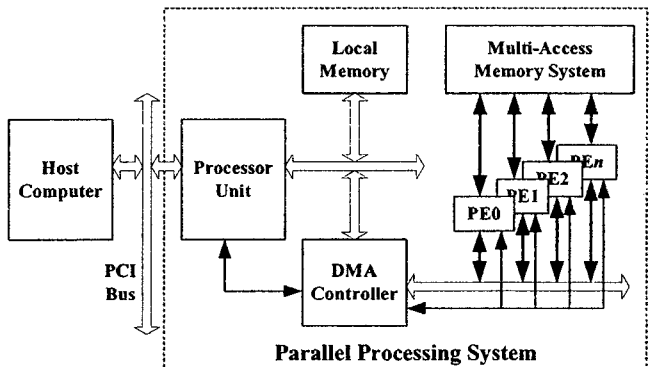 Local
Memory
Multi-Access
Memory System
Host
Computer
Processor
Unit
PEn
PE2
PE1
PE0
PCI
Bus
DMA
Controller
Parallel Processing System